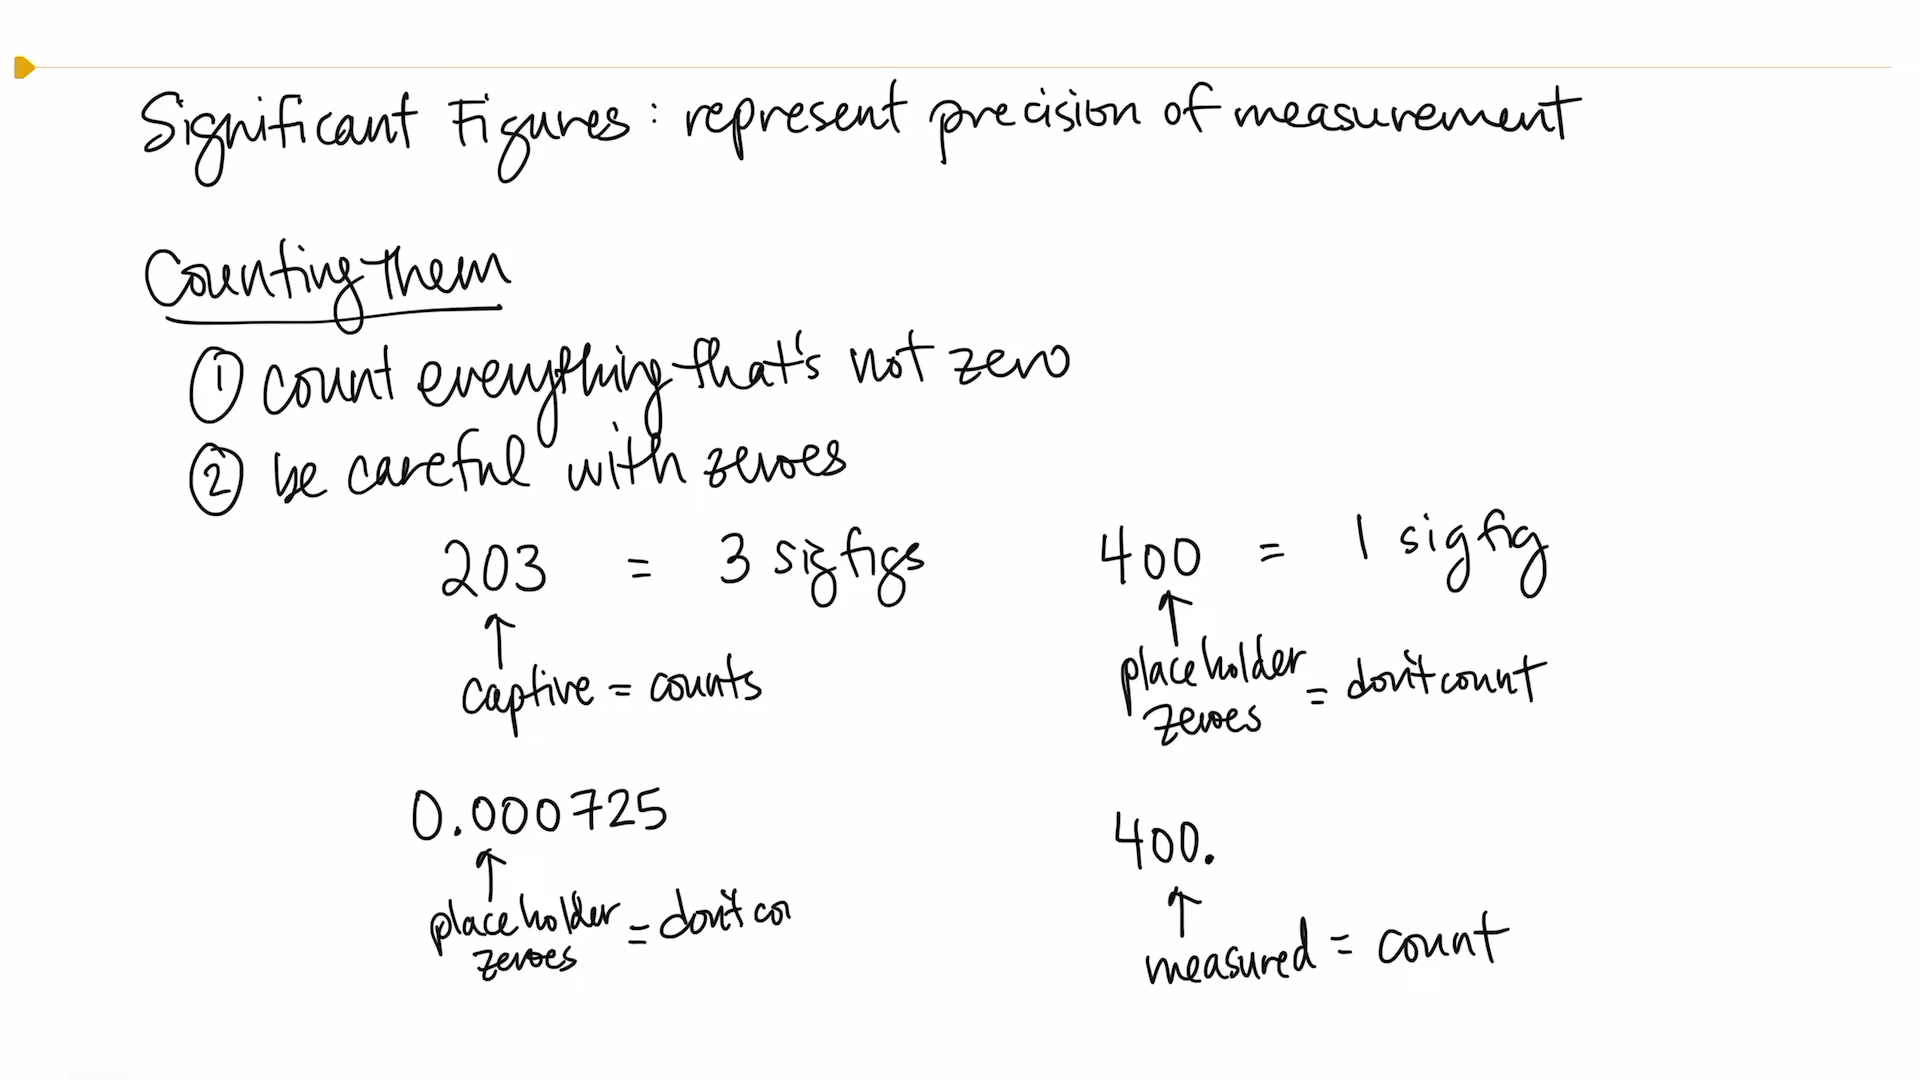 Significant Figures: represent precision of measurement
Counting them
① count everything that's not zero
② be careful with zeroes
203 = 3 sigfigs
↑
captive = counts
400 = 1 sigfig
↑
placeholder zeroes = don't count
0.000725
↑
placeholder zeroes = don't co
400.
↑
measured = count